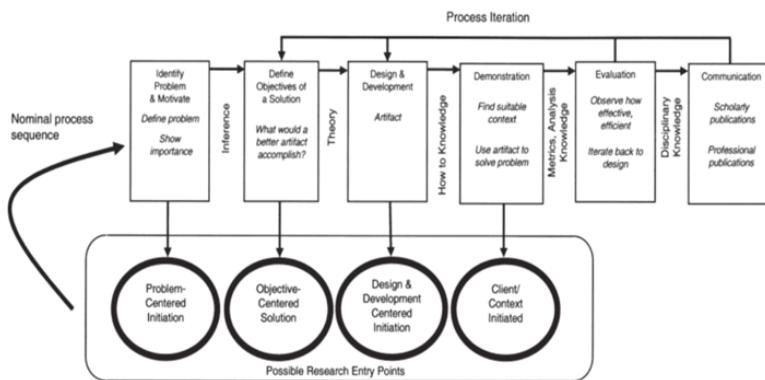 Process Iteration
Nominal process
sequence
Identify
Problem
& Motivate
Define problem
Show
importance
Inference
Define
Objectives of
a Solution
What would a
better artifact
accomplish?
Theory
Design &
Development
Artifact
How to Knowledge
Demonstration
Find suitable
context
Use artifact to
solve problem
Metrics, Analysis
Knowledge
Evaluation
Observe how
effective,
efficient
Iterate back to
design
Disciplinary
Knowledge
Communication
Scholarly
publications
Professional
publications
Problem-
Centered
Initiation
Objective-
Centered
Solution
Design &
Development
Centered
Initiation
Client/
Context
Initiated
Possible Research Entry Points